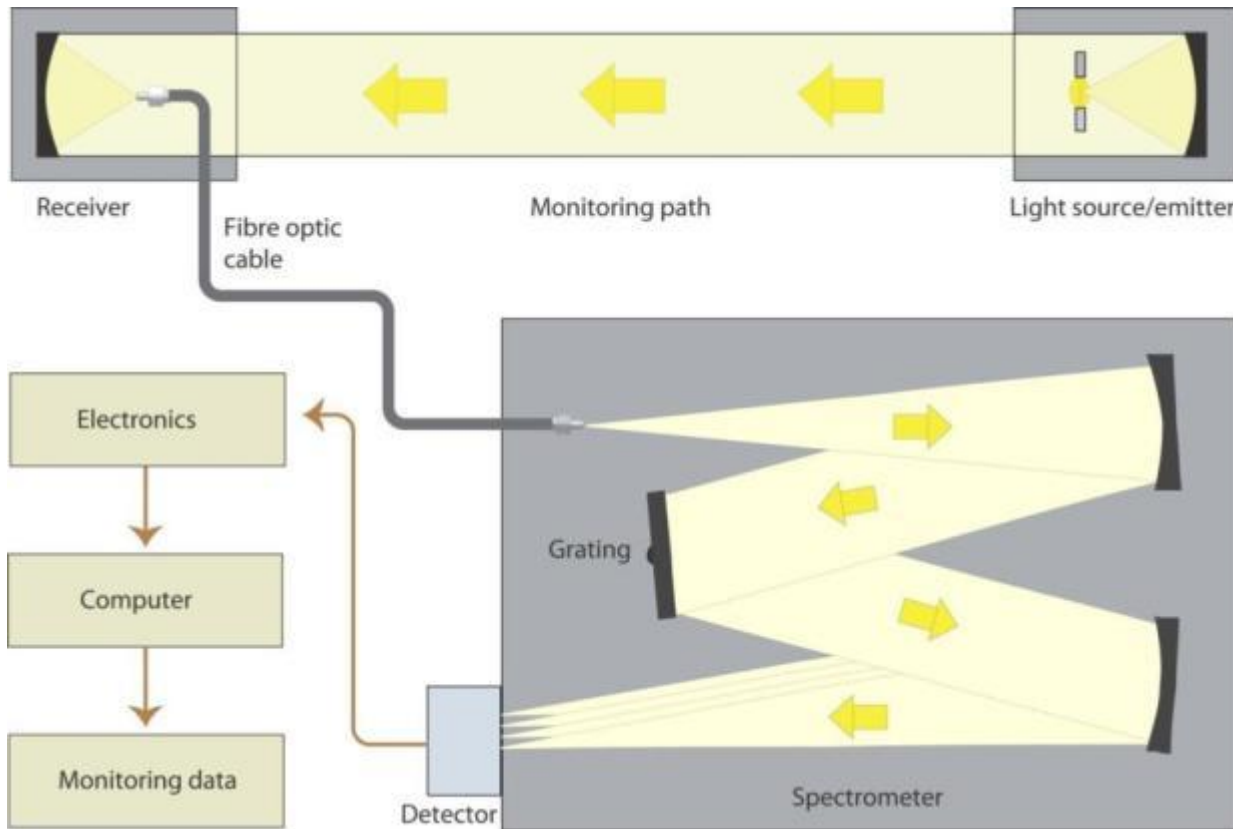 Receiver
Monitoring path
Light source/emitter
Fibre optic
cable
Electronics
Grating
Computer
Monitoring data
Detector
Spectrometer